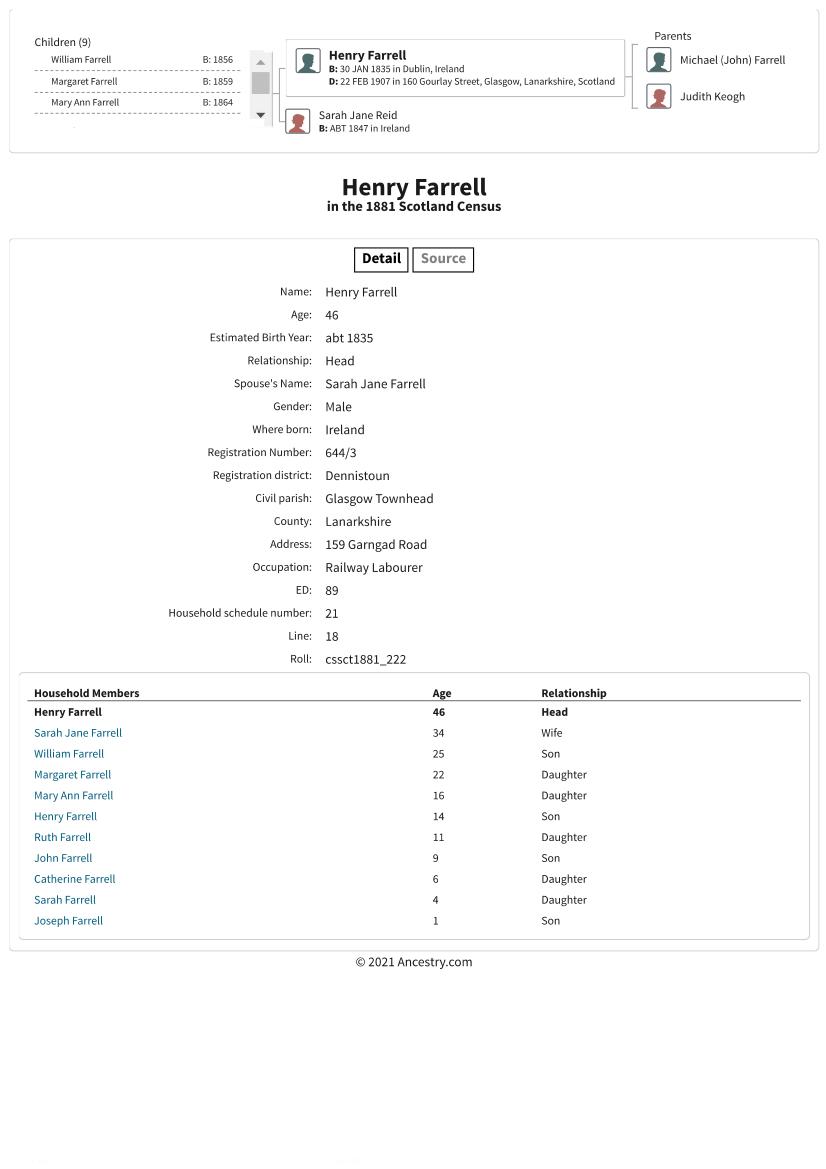 Children (9)
William Farrell B: 1856
Margaret Farrell B: 1859
Mary Ann Farrell B: 1864
Henry Farrell
B: 30 JAN 1835 in Dublin, Ireland
D: 22 FEB 1907 in 160 Gourlay Street, Glasgow, Lanarkshire, Scotland
Sarah Jane Reid
B: ABT 1847 in Ireland
Parents
Michael (John) Farrell
Judith Keogh
Henry Farrell
in the 1881 Scotland Census
Detail Source
Name: Henry Farrell
Age: 46
Estimated Birth Year: abt 1835
Relationship: Head
Spouse's Name: Sarah Jane Farrell
Gender: Male
Where born: Ireland
Registration Number: 644/3
Registration district: Dennistoun
Civil parish: Glasgow Townhead
County: Lanarkshire
Address: 159 Garngad Road
Occupation: Railway Labourer
ED: 89
Household schedule number: 21
Line: 18
Roll: cssct1881_222
Household Members Age Relationship
Henry Farrell 46 Head
Sarah Jane Farrell 34 Wife
William Farrell 25 Son
Margaret Farrell 22 Daughter
Mary Ann Farrell 16 Daughter
Henry Farrell 14 Son
Ruth Farrell 11 Daughter
John Farrell 9 Son
Catherine Farrell 6 Daughter
Sarah Farrell 4 Daughter
Joseph Farrell 1 Son
© 2021 Ancestry.com